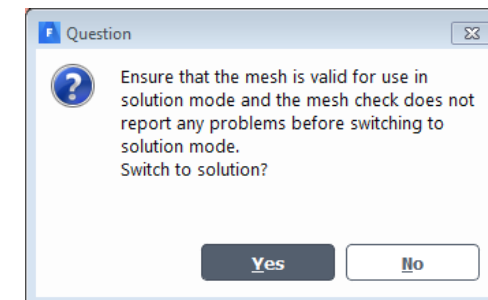 F Question
Ensure that the mesh is valid for use in
solution mode and the mesh check does not
report any problems before switching to
solution mode.
Switch to solution?
Yes No